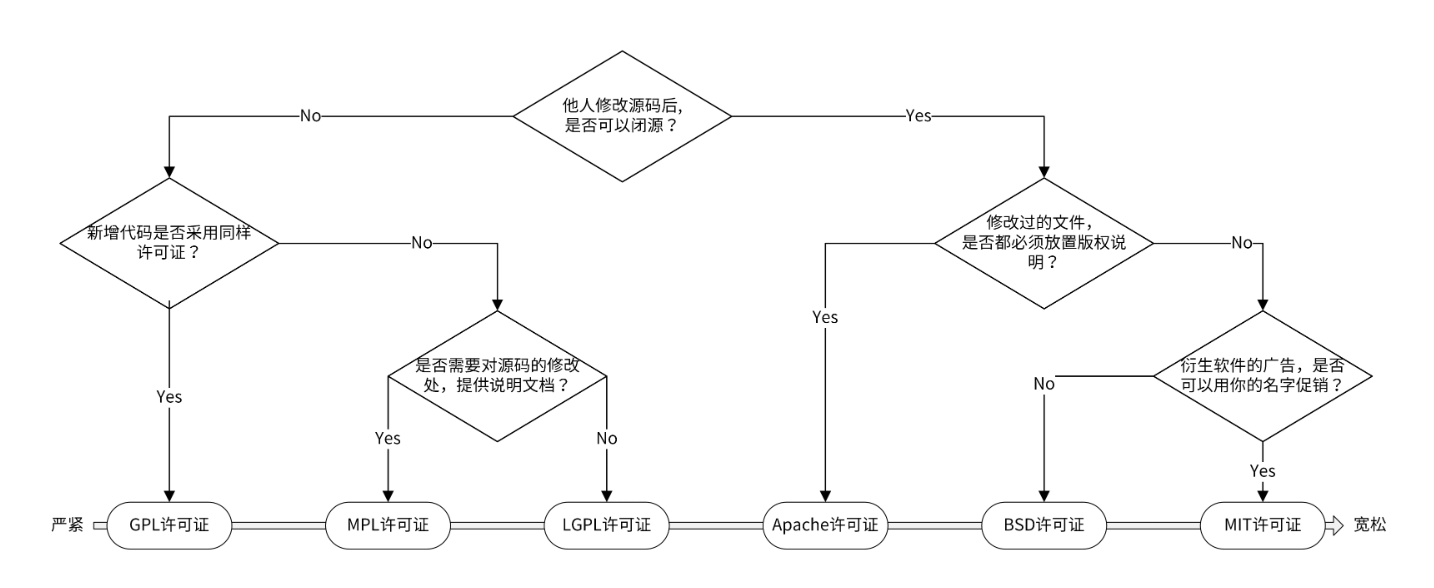 他人修改源码后,
是否可以闭源？
No
Yes
新增代码是否采用同样
许可证？
No
修改过的文件,
是否都必须放置版权说
明？
No
Yes
Yes
是否需要对源码的修改
处，提供说明文档？
Yes
No
衍生软件的广告，是否
可以用你的名字促销？
No
Yes
严紧
GPL许可证
MPL许可证
LGPL许可证
Apache许可证
BSD许可证
MIT许可证
宽松